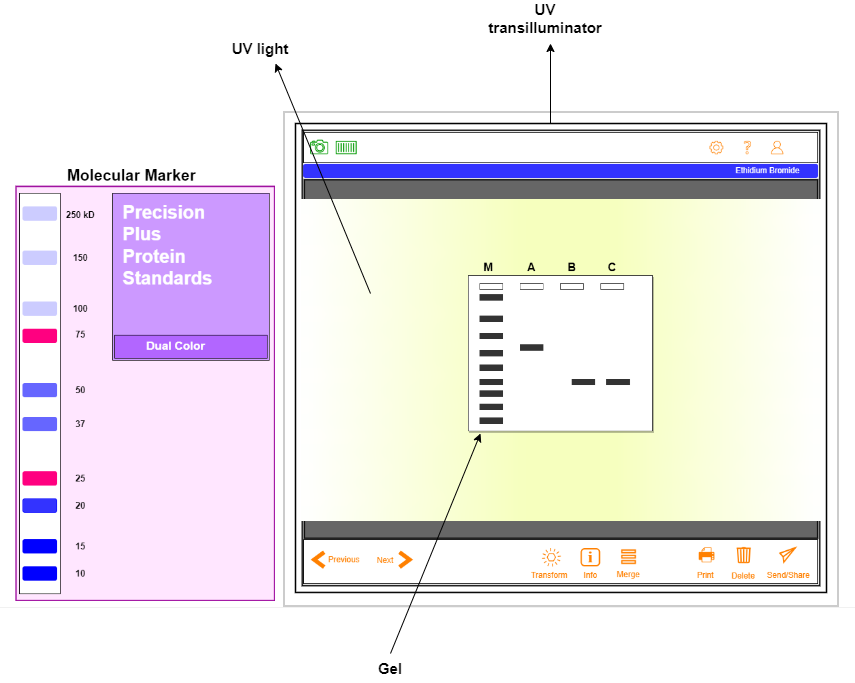 UV
transilluminator
UV light
Ethidium Bromide
Molecular Marker
250 kD
150
100
75
50
37
25
20
15
10
Precision
Plus
Protein
Standards
Dual Color
M A B C
Previous Next Transform Info Merge Print Delete Send/Share
Gel